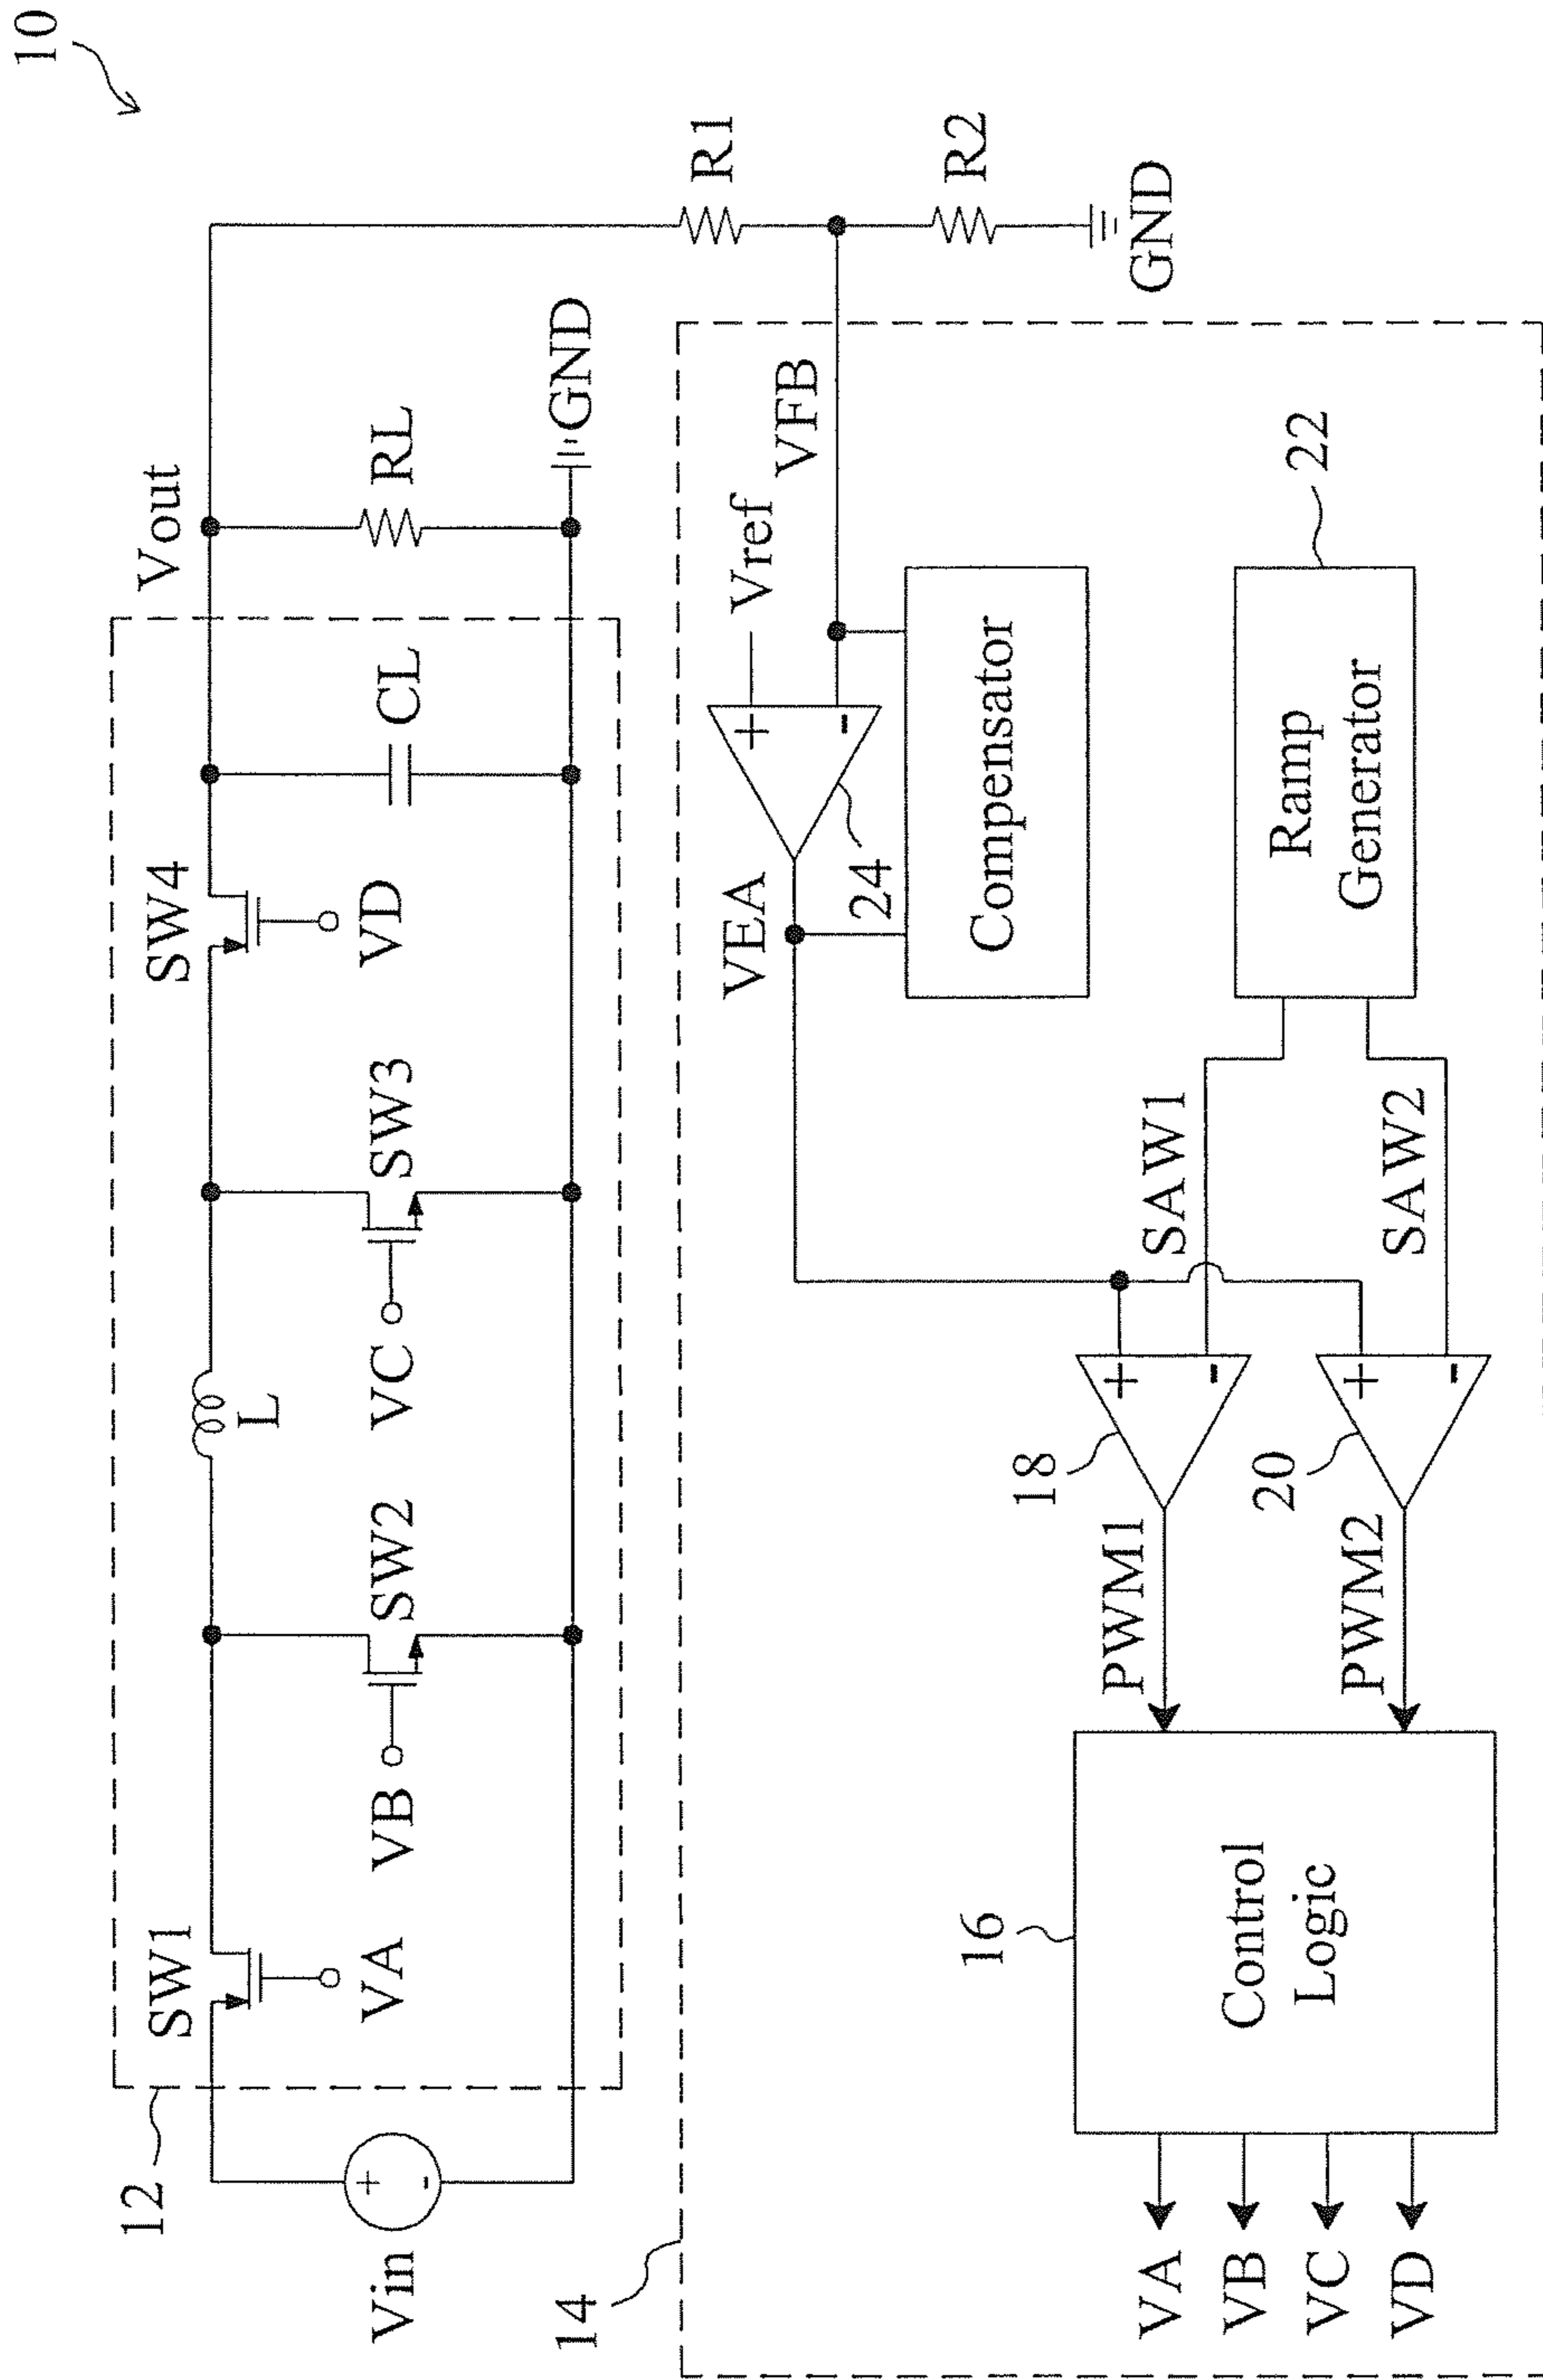 10
12
SW1
VA
VB
SW2
L
VC
SW3
SW4
VD
CL
Vout
RL
GND
Vin
+
-
R1
R2
GND
14
VEA
24
+
-
Vref
VFB
Compensator
16
Control
Logic
VA
VB
VC
VD
PWM1
PWM2
18
20
+
-
+
-
SAW1
SAW2
Ramp
Generator
22